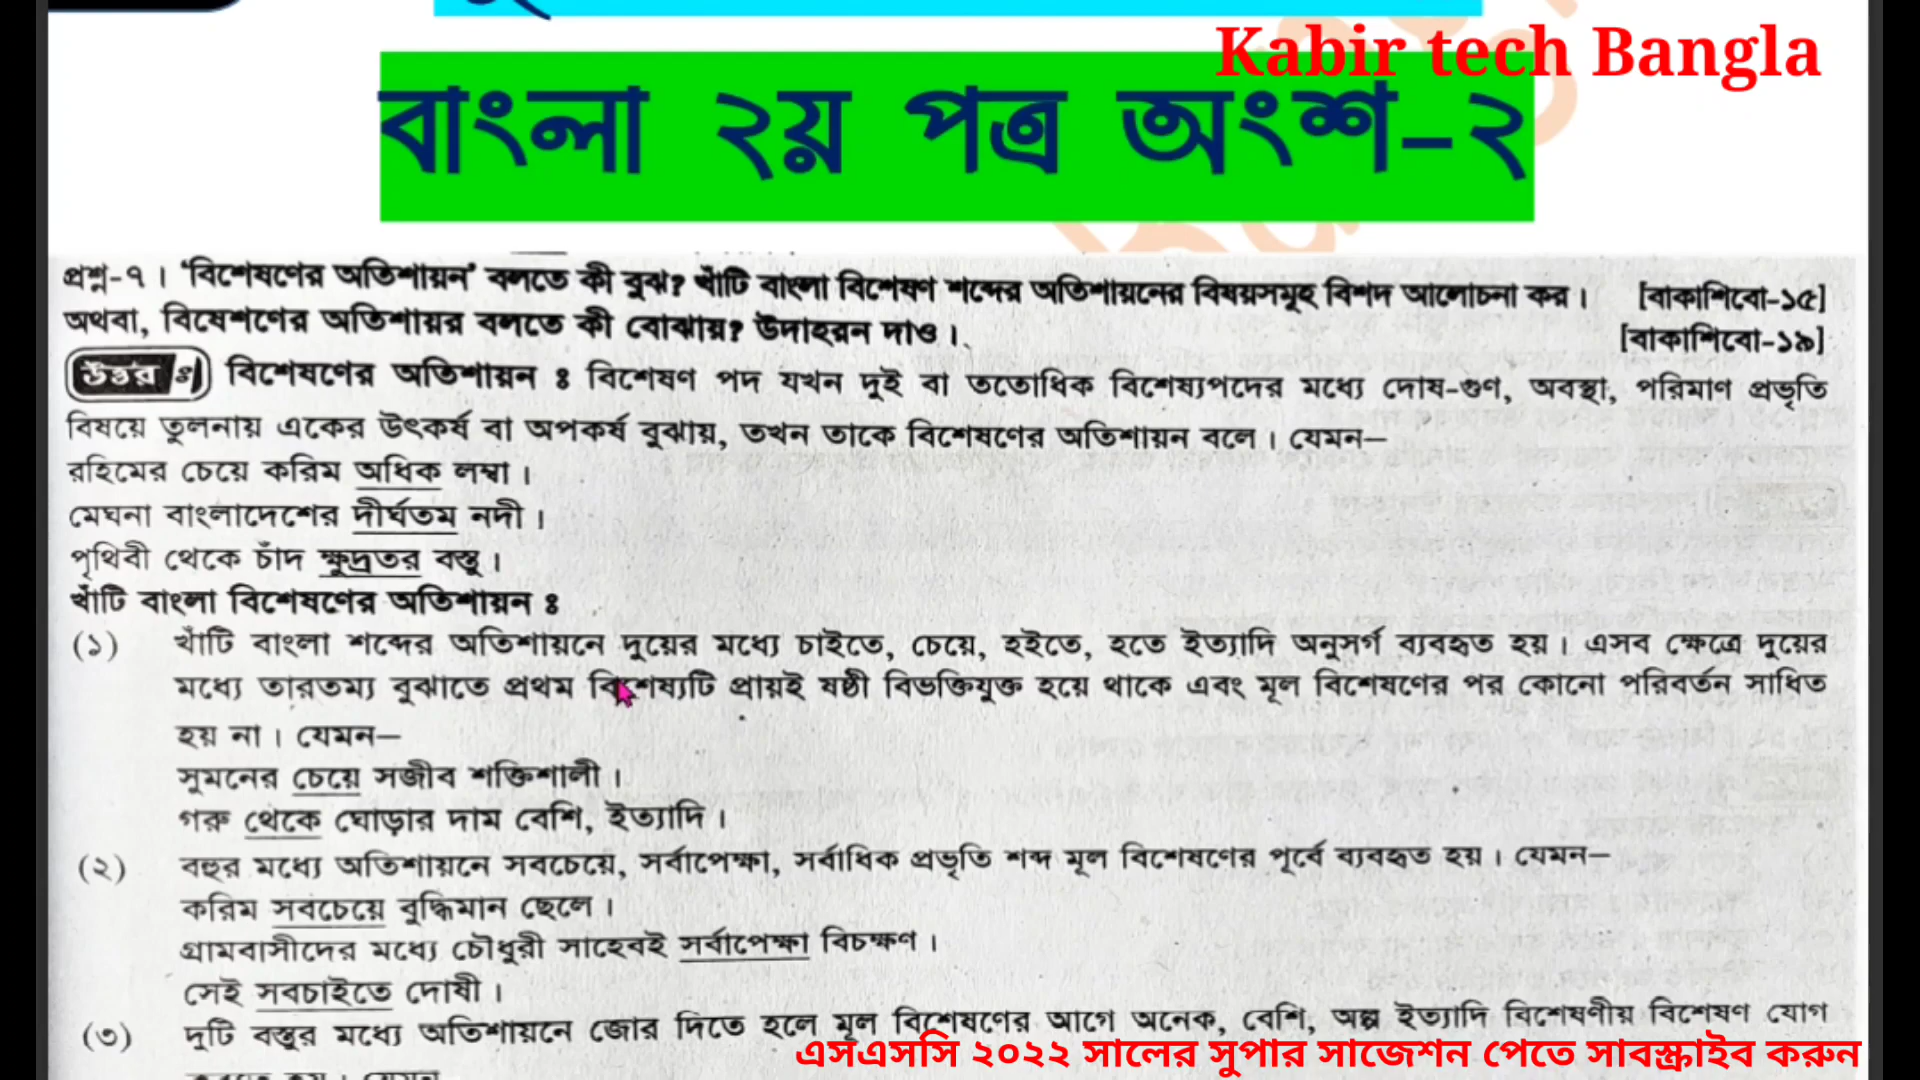 Kabir tech Bangla
বাংলা ২য় পত্র অংশ-২
প্রশ্ন-৭। ‘বিশেষণের অতিশায়ন’ বলতে কী বুঝ? খাঁটি বাংলা বিশেষণ শব্দের অতিশায়নের বিষয়সমূহ বিশদ আলোচনা কর। [বাকাশিবো-১৫]
অথবা, বিষেশণের অতিশায়র বলতে কী বোঝায়? উদাহরন দাও। [বাকাশিবো-১৯]
উত্তর ঃ বিশেষণের অতিশায়ন ঃ বিশেষণ পদ যখন দুই বা ততোধিক বিশেষ্যপদের মধ্যে দোষ-গুণ, অবস্থা, পরিমাণ প্রভৃতি
বিষয়ে তুলনায় একের উৎকর্ষ বা অপকর্ষ বুঝায়, তখন তাকে বিশেষণের অতিশায়ন বলে। যেমন—
রহিমের চেয়ে করিম অধিক লম্বা।
মেঘনা বাংলাদেশের দীর্ঘতম নদী।
পৃথিবী থেকে চাঁদ ক্ষুদ্রতর বস্তু।
খাঁটি বাংলা বিশেষণের অতিশায়ন ঃ
(১) খাঁটি বাংলা শব্দের অতিশায়নে দুয়ের মধ্যে চাইতে, চেয়ে, হইতে, হতে ইত্যাদি অনুসর্গ ব্যবহৃত হয়। এসব ক্ষেত্রে দুয়ের
মধ্যে তারতম্য বুঝাতে প্রথম বিশেষ্যটি প্রায়ই ষষ্ঠী বিভক্তিযুক্ত হয়ে থাকে এবং মূল বিশেষণের পর কোনো পরিবর্তন সাধিত
হয় না। যেমন—
সুমনের চেয়ে সজীব শক্তিশালী।
গরু থেকে ঘোড়ার দাম বেশি, ইত্যাদি।
(২) বহুর মধ্যে অতিশায়নে সবচেয়ে, সর্বাপেক্ষা, সর্বাধিক প্রভৃতি শব্দ মূল বিশেষণের পূর্বে ব্যবহৃত হয়। যেমন—
করিম সবচেয়ে বুদ্ধিমান ছেলে।
গ্রামবাসীদের মধ্যে চৌধুরী সাহেবই সর্বাপেক্ষা বিচক্ষণ।
সেই সবচাইতে দোষী।
(৩) দুটি বস্তুর মধ্যে অতিশায়নে জোর দিতে হলে মূল বিশেষণের আগে অনেক, বেশি, অল্প ইত্যাদি বিশেষণীয় বিশেষণ যোগ
এসএসসি ২০২২ সালের সুপার সাজেশন পেতে সাবস্ক্রাইব করুন